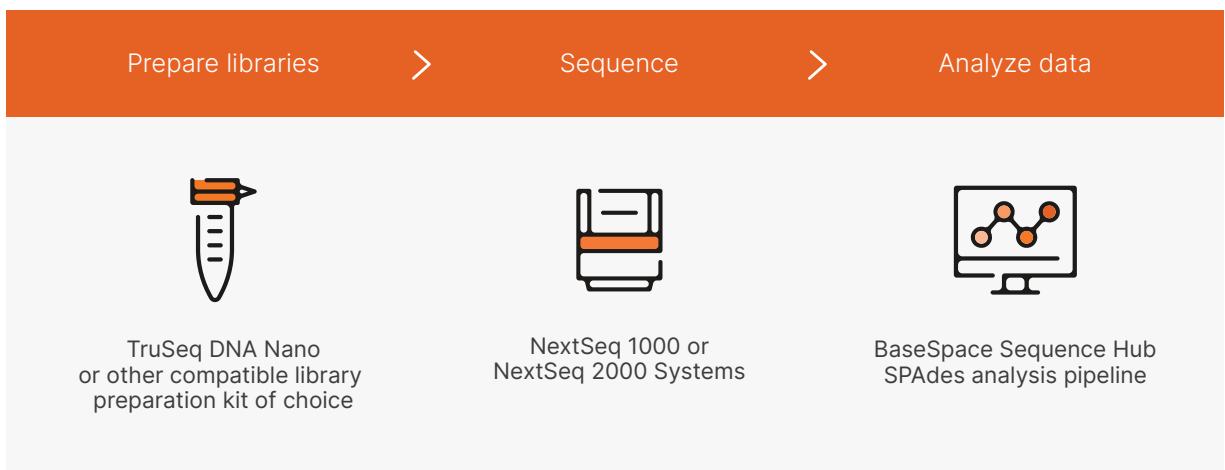 Prepare libraries
Sequence
Analyze data
TruSeq DNA Nano
or other compatible library
preparation kit of choice
NextSeq 1000 or
NextSeq 2000 Systems
BaseSpace Sequence Hub
SPAdes analysis pipeline